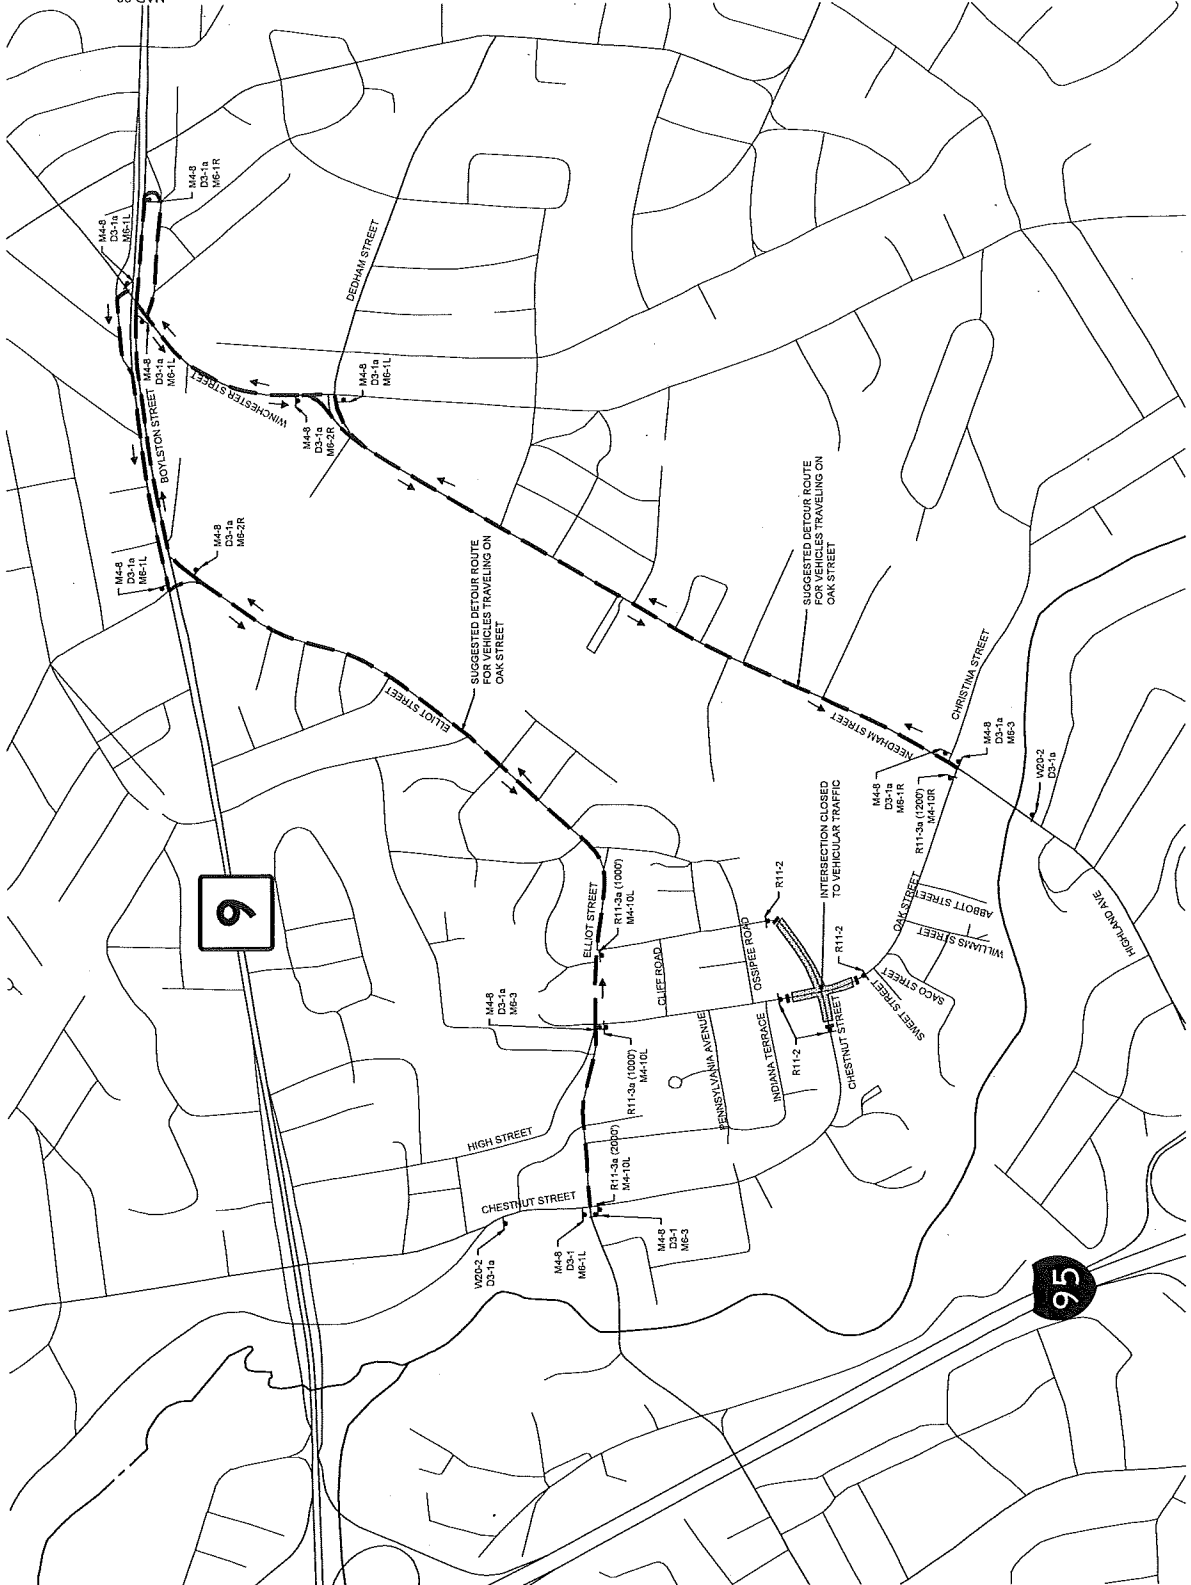 NAD 83
M4-8
D3-1a
M6-1R
M4-8
D3-1a
M6-1L
M4-8
D3-1a
M6-1L
BOYLSTON STREET
WINCHESTER STREET
DEDHAM STREET
M4-8
D3-1a
M6-1L
M4-8
D3-1a
M6-2R
M4-8
D3-1a
M6-2R
M4-8
D3-1a
M6-1L
SUGGESTED DETOUR ROUTE
FOR VEHICLES TRAVELING ON
OAK STREET
SUGGESTED DETOUR ROUTE
FOR VEHICLES TRAVELING ON
OAK STREET
ELLIOT STREET
NEEDHAM STREET
CHRISTINA STREET
M4-8
D3-1a
M6-3
M4-8
D3-1a
M6-1R
R11-3a (1200')
M4-10R
W20-2
D3-1a
9
ELLIOT STREET
R11-3a (1000')
M4-10L
R11-2
INTERSECTION CLOSED
TO VEHICULAR TRAFFIC
OAK STREET
ABBOTT STREET
WILLIAMS STREET
HIGHLAND AVE
CLIFF ROAD
OSSIPEE ROAD
R11-2
SACO STREET
SWEET STREET
M4-8
D3-1a
M6-3
R11-3a (1000')
M4-10L
PENNSYLVANIA AVENUE
INDIANA TERRACE
R11-2
CHESTNUT STREET
HIGH STREET
R11-3a (2000')
M4-10L
CHESTNUT STREET
W20-2
D3-1a
M4-8
D3-1
M6-1L
M4-8
D3-1
M6-3
95